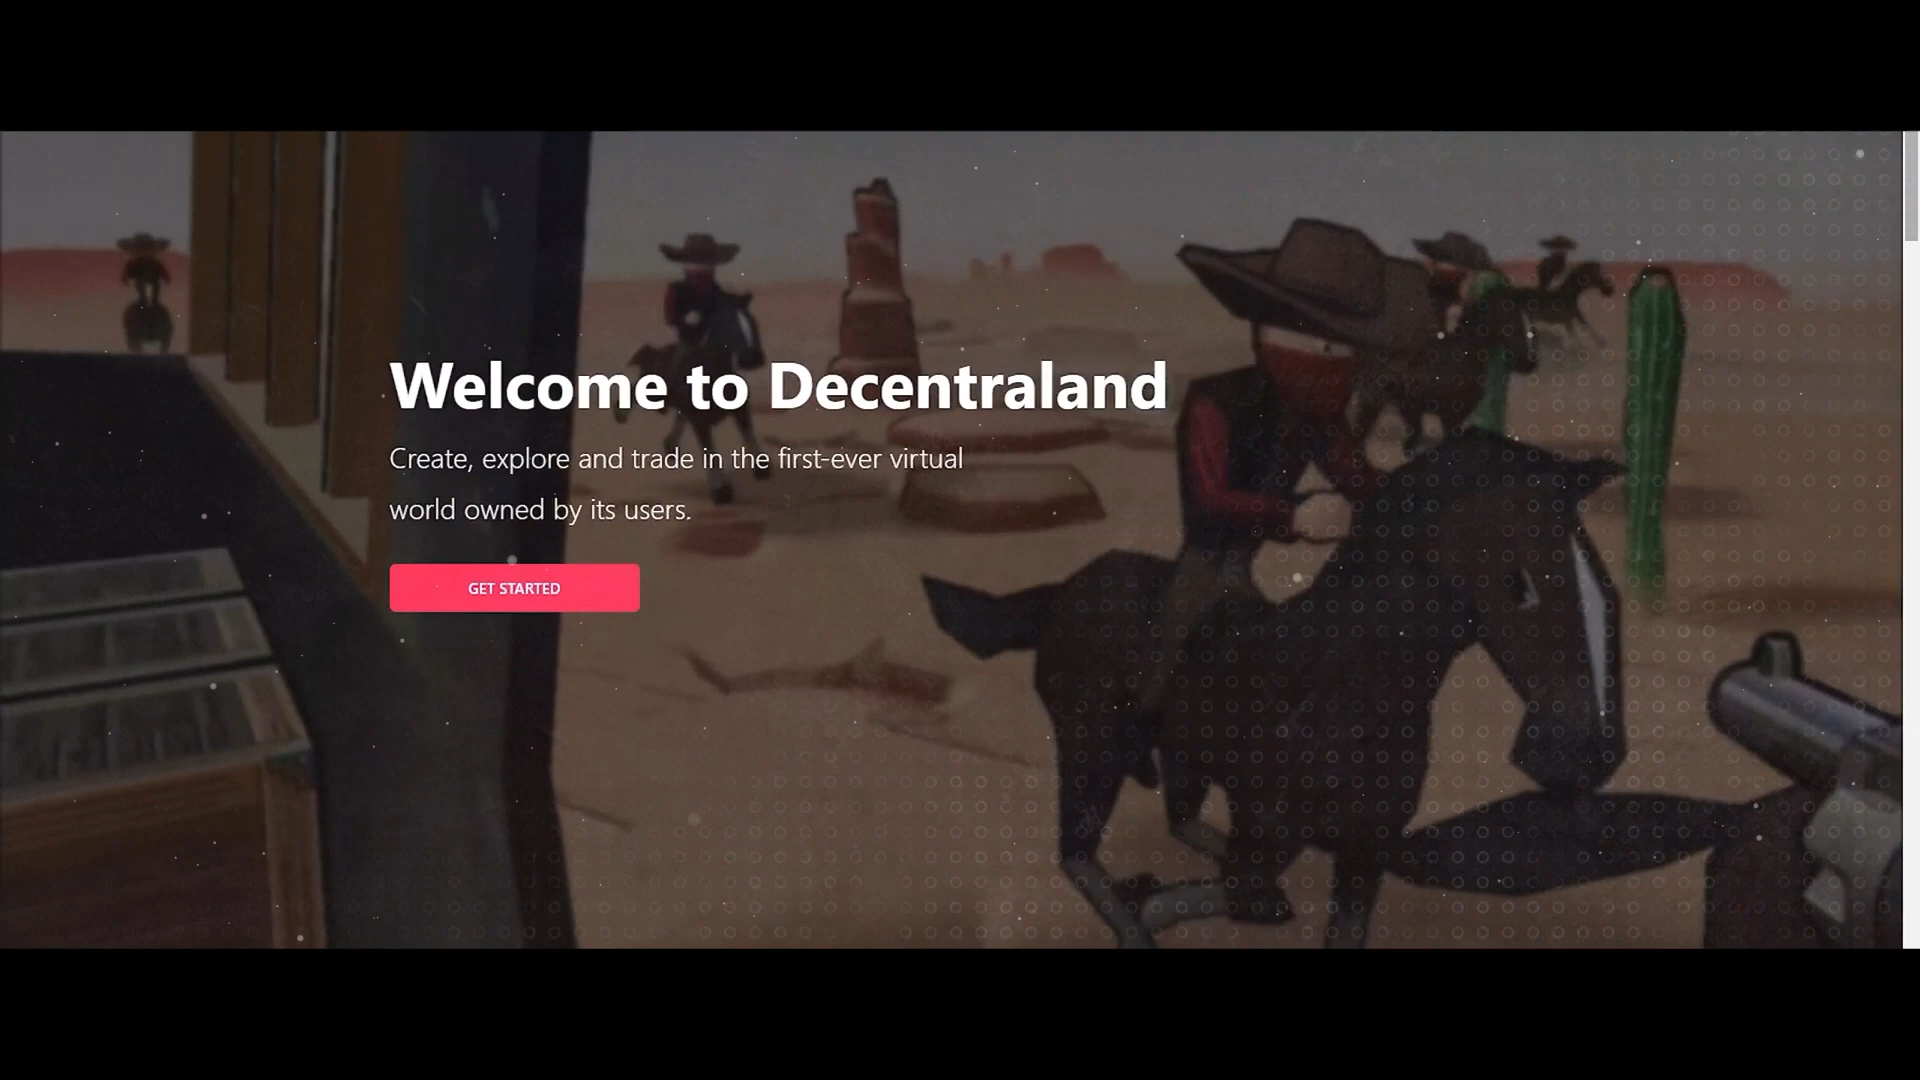 Welcome to Decentraland
Create, explore and trade in the first-ever virtual
world owned by its users.
GET STARTED